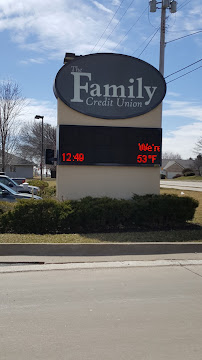 The
Family
Credit Union
We're
12:49 53°F